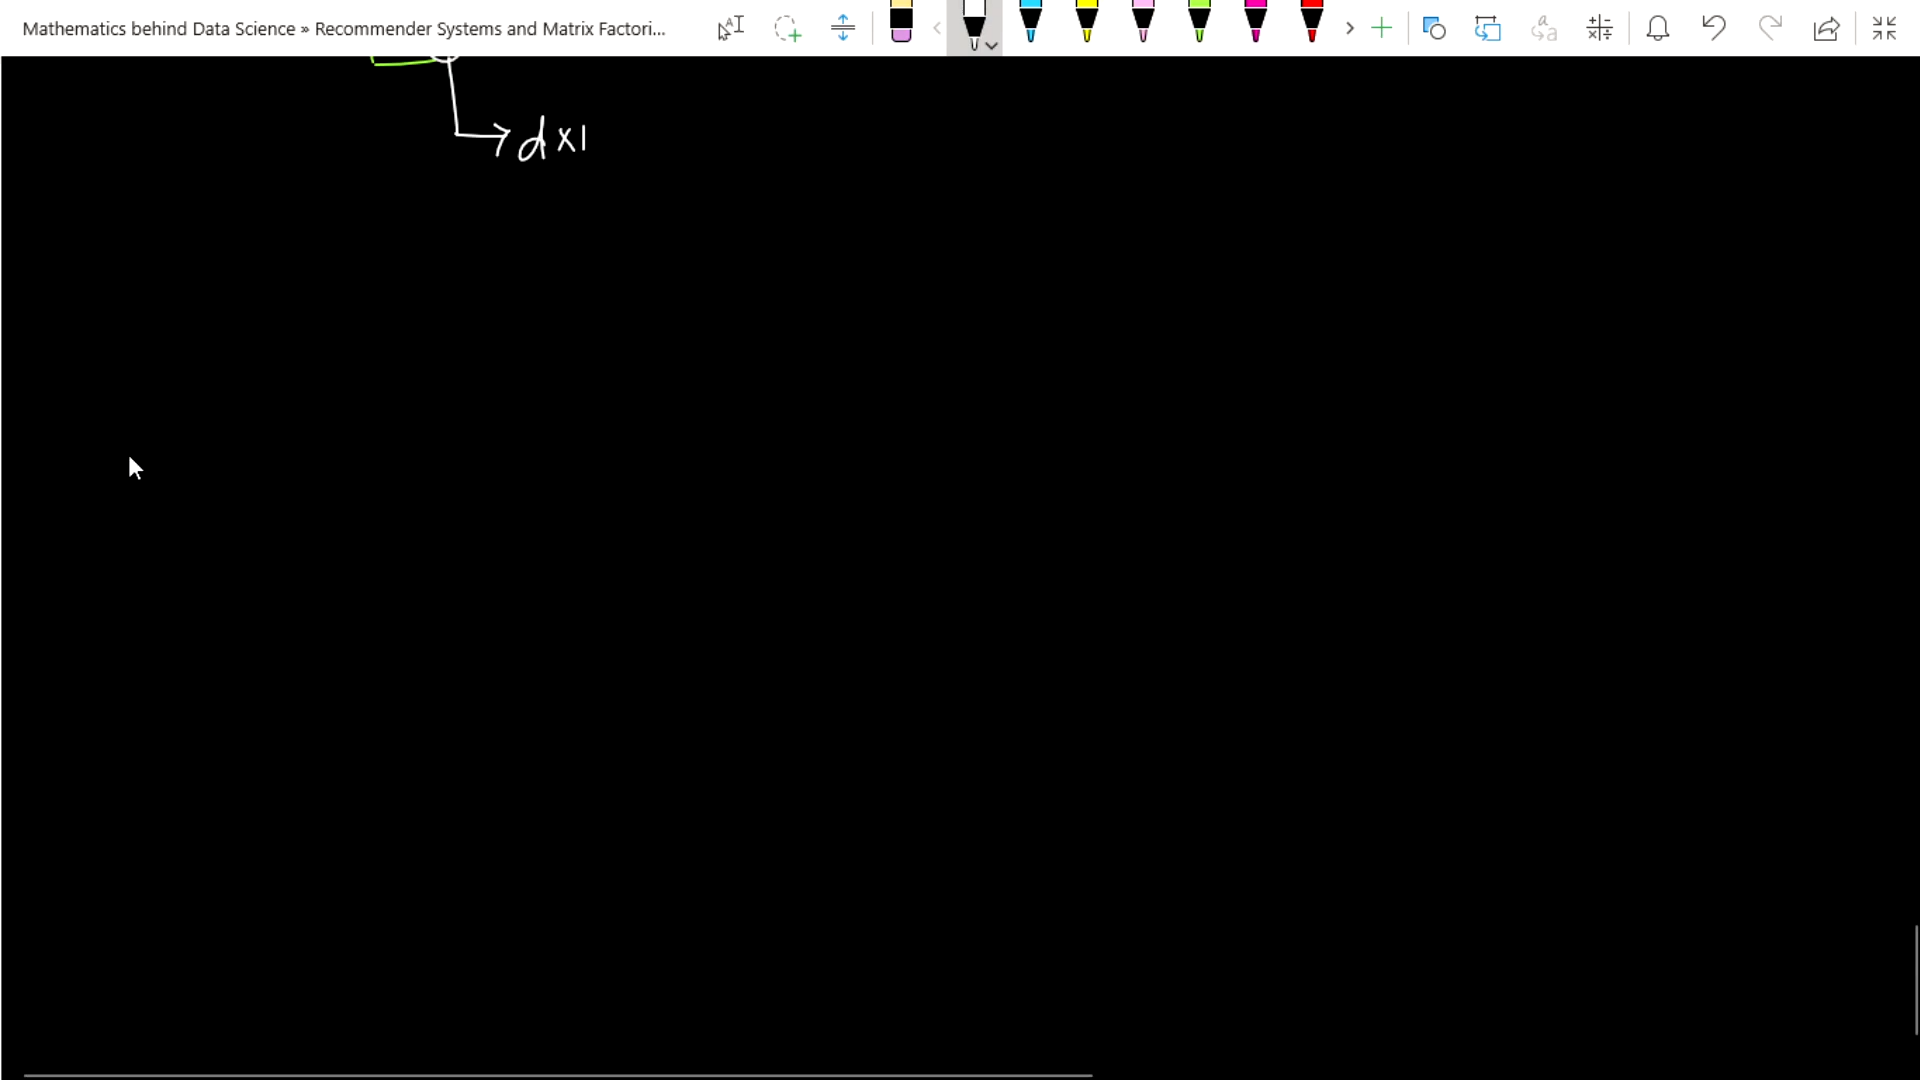 Mathematics behind Data Science » Recommender Systems and Matrix Factori...
d×1